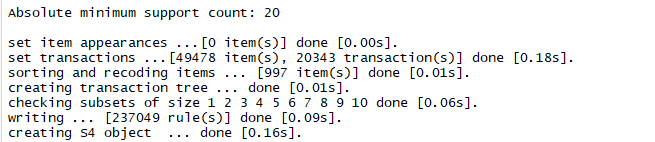 Absolute minimum support count: 20
set item appearances ...[0 item(s)] done [0.00s].
set transactions ...[49478 item(s), 20343 transaction(s)] done [0.18s].
sorting and recoding items ... [997 item(s)] done [0.01s].
creating transaction tree ... done [0.01s].
checking subsets of size 1 2 3 4 5 6 7 8 9 10 done [0.06s].
writing ... [237049 rule(s)] done [0.09s].
creating S4 object  ... done [0.16s].